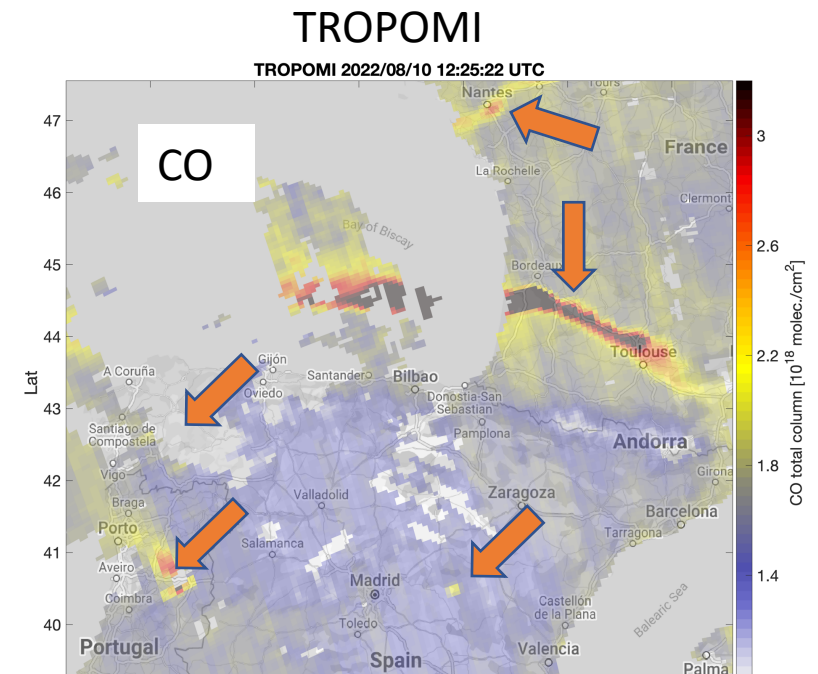 TROPOMI
TROPOMI 2022/08/10 12:25:22 UTC
Nantes
Tours
47
3
CO
France
La Rochelle
46
Clermont
Bay of Biscay
2.6
45
Bordeaux
44
Toulouse
2.2
A Coruña
Gijón
Santander
Bilbao
Oviedo
Donostia-San
Sebastian
43
Santiago de
Compostela
Pamplona
Andorra
1.8
Vigo
42
Girona
Valladolid
Zaragoza
Braga
Barcelona
Porto
Tarragona
41
Salamanca
Aveiro
1.4
Madrid
Coimbra
Castellón
de la Plana
40
Toledo
Balearic Sea
Portugal
Valencia
Spain
Palma
Lat
CO total column [10^18 molec./cm^2]